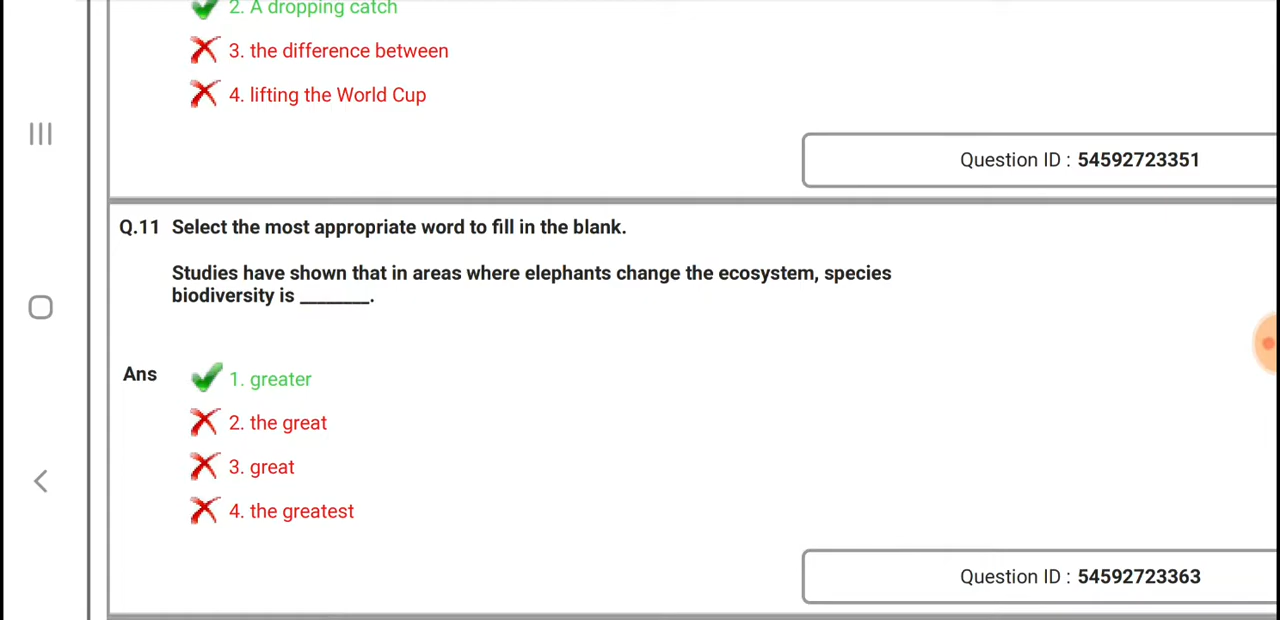 2. A dropping catch
3. the difference between
4. lifting the World Cup
Question ID : 54592723351
Q.11 Select the most appropriate word to fill in the blank.
Studies have shown that in areas where elephants change the ecosystem, species
biodiversity is ________.
Ans
1. greater
2. the great
3. great
4. the greatest
Question ID : 54592723363